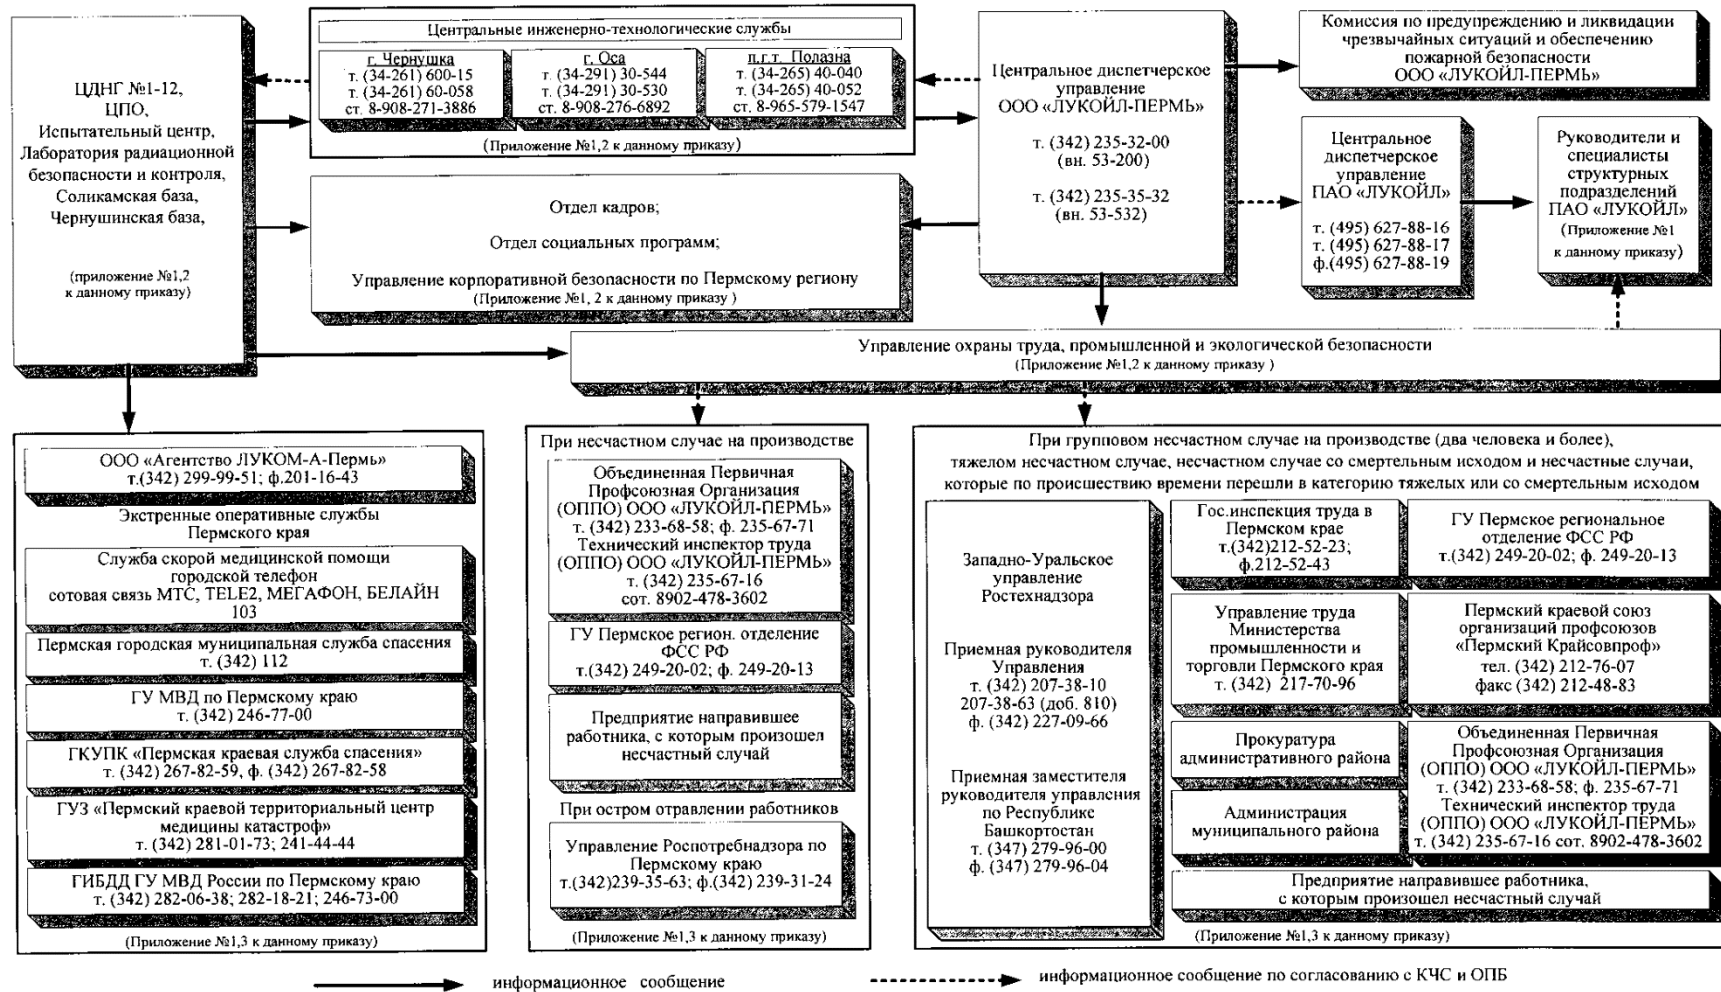 ЦДНГ №1-12,
ЦПО,
Испытательный центр,
Лаборатория радиационной
безопасности и контроля,
Соликамская база,
Чернушинская база,
(приложение №1,2
к данному приказу)
Центральные инженерно-технологические службы
г. Чернушка
т. (34-261) 600-15
т. (34-261) 60-058
ст. 8-908-271-3886
г. Оса
т. (34-291) 30-544
т. (34-291) 30-530
ст. 8-908-276-6892
п.г.т. Полазна
т. (34-265) 40-040
т. (34-265) 40-052
ст. 8-965-579-1547
(Приложение №1,2 к данному приказу)
Отдел кадров;
Отдел социальных программ;
Управление корпоративной безопасности по Пермскому региону
(Приложение №1, 2 к данному приказу )
Центральное диспетчерское
управление
ООО «ЛУКОЙЛ-ПЕРМЬ»
т. (342) 235-32-00
(вн. 53-200)
т. (342) 235-35-32
(вн. 53-532)
Комиссия по предупреждению и ликвидации
чрезвычайных ситуаций и обеспечению
пожарной безопасности
ООО «ЛУКОЙЛ-ПЕРМЬ»
Центральное
диспетчерское
управление
ПАО «ЛУКОЙЛ»
т. (495) 627-88-16
т. (495) 627-88-17
ф.(495) 627-88-19
Руководители и
специалисты
структурных
подразделений
ПАО «ЛУКОЙЛ»
(Приложение №1
к данному приказу)
Управление охраны труда, промышленной и экологической безопасности
(Приложение №1,2 к данному приказу )
ООО «Агентство ЛУКОМ-А-Пермь»
т.(342) 299-99-51; ф.201-16-43
Экстренные оперативные службы
Пермского края
Служба скорой медицинской помощи
городской телефон
сотовая связь МТС, TELE2, МЕГАФОН, БЕЛАЙН
103
Пермская городская муниципальная служба спасения
т. (342) 112
ГУ МВД по Пермскому краю
т. (342) 246-77-00
ГКУПК «Пермская краевая служба спасения»
т. (342) 267-82-59, ф. (342) 267-82-58
ГУЗ «Пермский краевой территориальный центр
медицины катастроф»
т. (342) 281-01-73; 241-44-44
ГИБДД ГУ МВД России по Пермскому краю
т. (342) 282-06-38; 282-18-21; 246-73-00
(Приложение №1,3 к данному приказу)
При несчастном случае на производстве
Объединенная Первичная
Профсоюзная Организация
(ОППО) ООО «ЛУКОЙЛ-ПЕРМЬ»
т. (342) 233-68-58; ф. 235-67-71
Технический инспектор труда
(ОППО) ООО «ЛУКОЙЛ-ПЕРМЬ»
т. (342) 235-67-16
сот. 8902-478-3602
ГУ Пермское регион. отделение
ФСС РФ
т.(342) 249-20-02; ф. 249-20-13
Предприятие направившее
работника, с которым произошел
несчастный случай
При остром отравлении работников
Управление Роспотребнадзора по
Пермскому краю
т.(342)239-35-63; ф.(342) 239-31-24
(Приложение №1,3 к данному приказу)
При групповом несчастном случае на производстве (два человека и более),
тяжелом несчастном случае, несчастном случае со смертельным исходом и несчастные случаи,
которые по происшествию времени перешли в категорию тяжелых или со смертельным исходом
Западно-Уральское
управление
Ростехнадзора
Приемная руководителя
Управления
т. (342) 207-38-10
207-38-63 (доб. 810)
ф. (342) 227-09-66
Приемная заместителя
руководителя управления
по Республике
Башкортостан
т. (347) 279-96-00
ф. (347) 279-96-04
Гос.инспекция труда в
Пермском крае
т.(342)212-52-23;
ф.212-52-43
ГУ Пермское региональное
отделение ФСС РФ
т.(342) 249-20-02; ф. 249-20-13
Управление труда
Министерства
промышленности и
торговли Пермского края
т. (342) 217-70-96
Пермский краевой союз
организаций профсоюзов
«Пермский Крайсовпроф»
тел. (342) 212-76-07
факс (342) 212-48-83
Прокуратура
административного района
Администрация
муниципального района
Объединенная Первичная
Профсоюзная Организация
(ОППО) ООО «ЛУКОЙЛ-ПЕРМЬ»
т. (342) 233-68-58; ф. 235-67-71
Технический инспектор труда
(ОППО) ООО «ЛУКОЙЛ-ПЕРМЬ»
т. (342) 235-67-16 сот. 8902-478-3602
Предприятие направившее работника,
с которым произошел несчастный случай
(Приложение №1,3 к данному приказу)
информационное сообщение
информационное сообщение по согласованию с КЧС и ОПБ